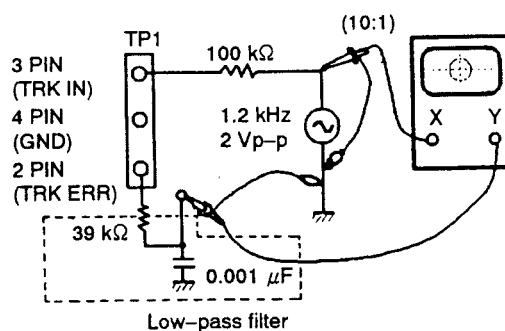 (10:1)
TP1
100 kΩ
3 PIN
(TRK IN)
4 PIN
(GND)
2 PIN
(TRK ERR)
1.2 kHz
2 Vp–p
X
Y
39 kΩ
0.001 μF
Low–pass filter